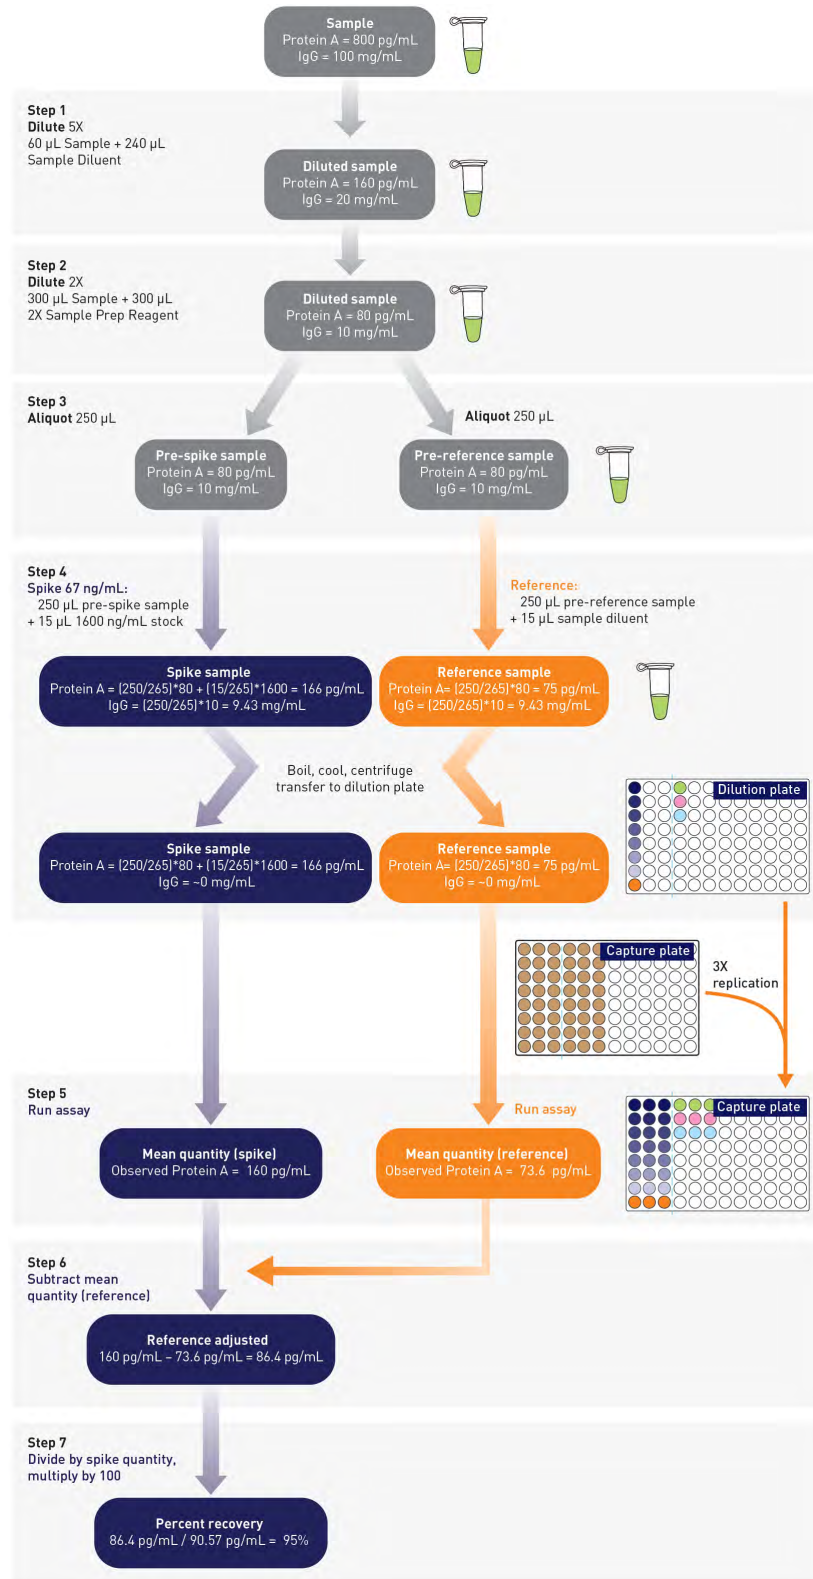 Sample
Protein A = 800 pg/mL
IgG = 100 mg/mL
Step 1
Dilute 5X
60 µL Sample + 240 µL
Sample Diluent
Diluted sample
Protein A = 160 pg/mL
IgG = 20 mg/mL
Step 2
Dilute 2X
300 µL Sample + 300 µL
2X Sample Prep Reagent
Diluted sample
Protein A = 80 pg/mL
IgG = 10 mg/mL
Step 3
Aliquot 250 µL
Aliquot 250 µL
Pre-spike sample
Protein A = 80 pg/mL
IgG = 10 mg/mL
Pre-reference sample
Protein A = 80 pg/mL
IgG = 10 mg/mL
Step 4
Spike 67 ng/mL:
250 µL pre-spike sample
+ 15 µL 1600 ng/mL stock
Reference:
250 µL pre-reference sample
+ 15 µL sample diluent
Spike sample
Protein A = (250/265)*80 + (15/265)*1600 = 166 pg/mL
IgG = (250/265)*10 = 9.43 mg/mL
Reference sample
Protein A= (250/265)*80 = 75 pg/mL
IgG = (250/265)*10 = 9.43 mg/mL
Boil, cool, centrifuge
transfer to dilution plate
Dilution plate
Spike sample
Protein A = (250/265)*80 + (15/265)*1600 = 166 pg/mL
IgG = ~0 mg/mL
Reference sample
Protein A= (250/265)*80 = 75 pg/mL
IgG = ~0 mg/mL
Capture plate
3X
replication
Step 5
Run assay
Run assay
Capture plate
Mean quantity (spike)
Observed Protein A =  160 pg/mL
Mean quantity (reference)
Observed Protein A =  73.6  pg/mL
Step 6
Subtract mean
quantity (reference)
Reference adjusted
160 pg/mL – 73.6 pg/mL = 86.4 pg/mL
Step 7
Divide by spike quantity,
multiply by 100
Percent recovery
86.4 pg/mL / 90.57 pg/mL =  95%